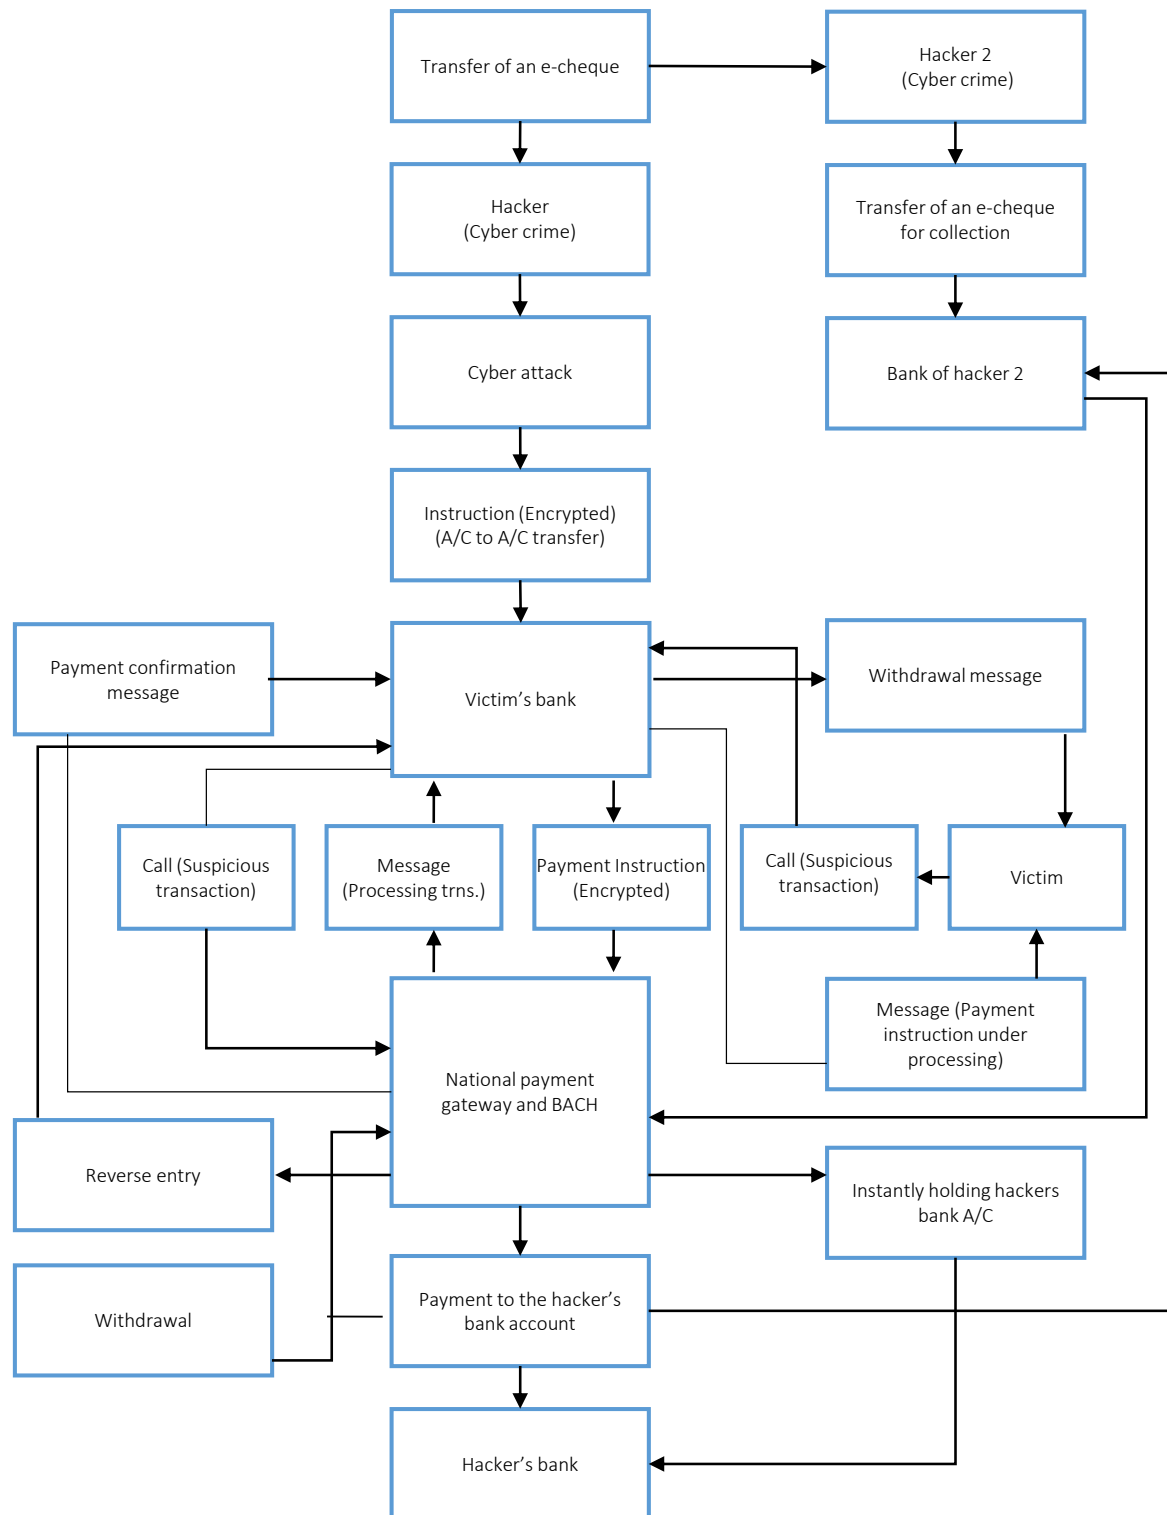 Transfer of an e-cheque
Hacker 2
(Cyber crime)
Hacker
(Cyber crime)
Transfer of an e-cheque
for collection
Cyber attack
Bank of hacker 2
Instruction (Encrypted)
(A/C to A/C transfer)
Payment confirmation
message
Victim’s bank
Withdrawal message
Call (Suspicious
transaction)
Message
(Processing trns.)
Payment Instruction
(Encrypted)
Call (Suspicious
transaction)
Victim
National payment
gateway and BACH
Message (Payment
instruction under
processing)
Reverse entry
Instantly holding hackers
bank A/C
Withdrawal
Payment to the hacker’s
bank account
Hacker’s bank